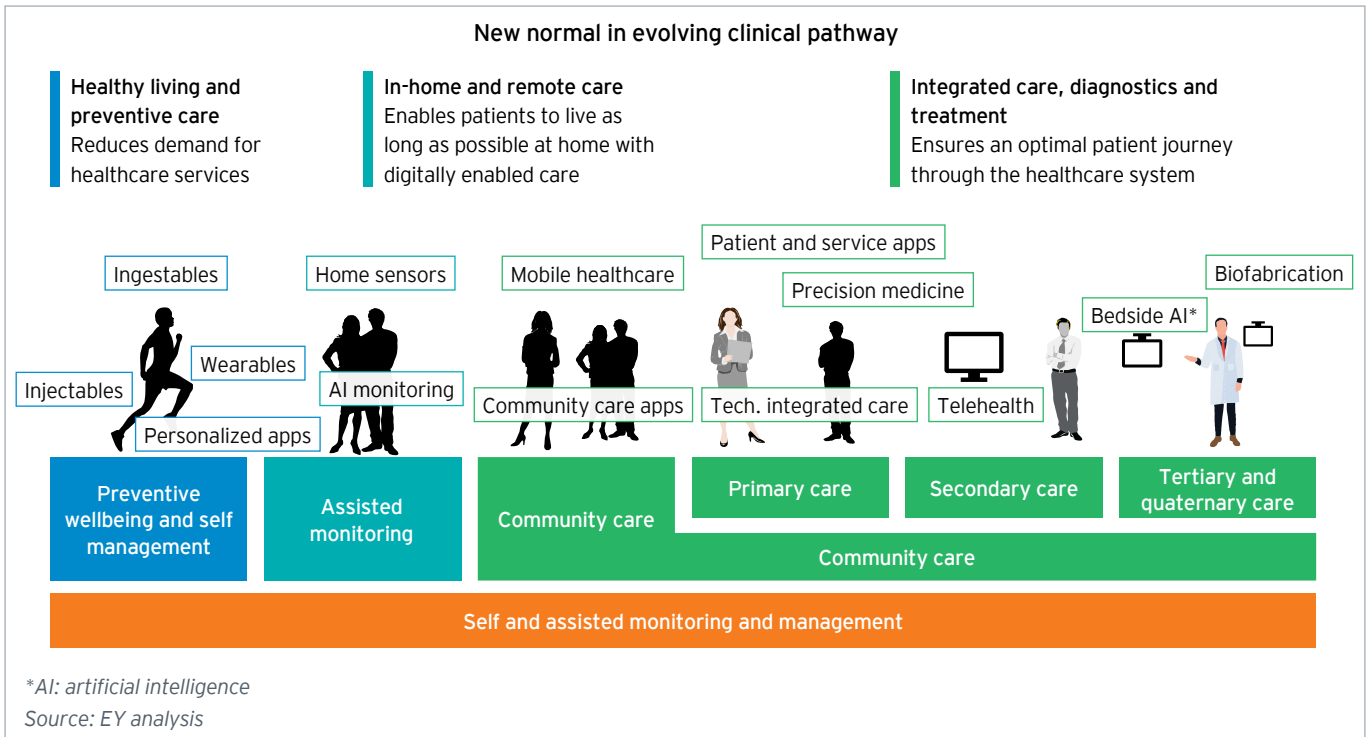 New normal in evolving clinical pathway
Healthy living and
preventive care
Reduces demand for
healthcare services
In-home and remote care
Enables patients to live as
long as possible at home with
digitally enabled care
Integrated care, diagnostics and
treatment
Ensures an optimal patient journey
through the healthcare system
Ingestables
Wearables
Injectables
Personalized apps
Home sensors
AI monitoring
Mobile healthcare
Community care apps
Patient and service apps
Precision medicine
Tech. integrated care
Telehealth
Bedside AI*
Biofabrication
Preventive
wellbeing and self
management
Assisted
monitoring
Community care
Primary care
Secondary care
Tertiary and
quaternary care
Community care
Self and assisted monitoring and management
*AI: artificial intelligence
Source: EY analysis